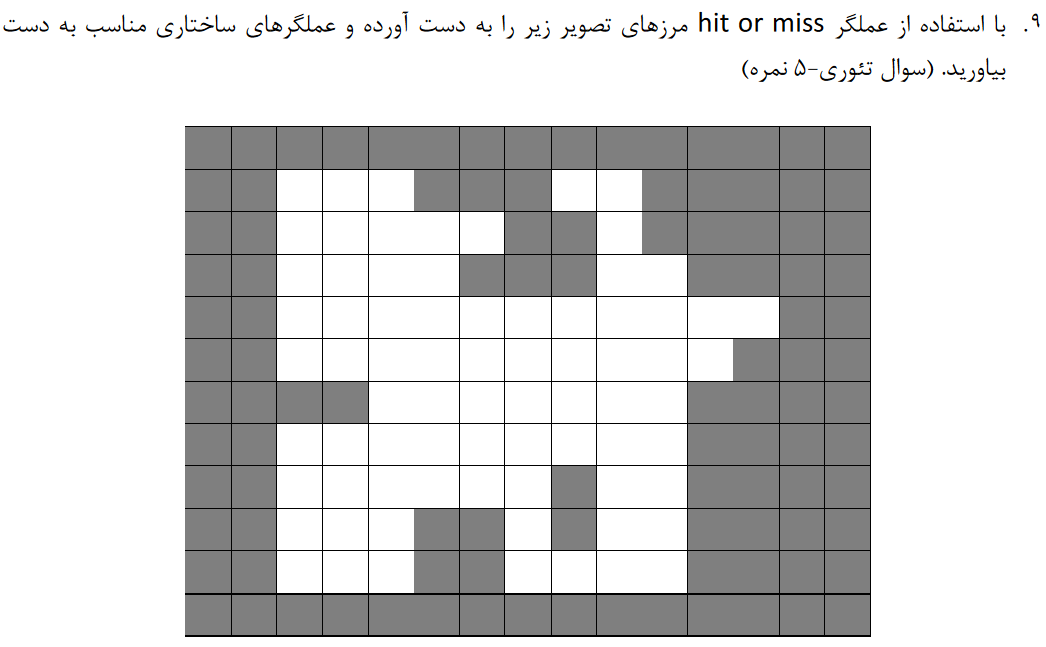 ۹. با استفاده از عملگر hit or miss مرزهای تصویر زیر را به دست آورده و عملگرهای ساختاری مناسب به دست
بیاورید. (سوال تئوری-۵ نمره)